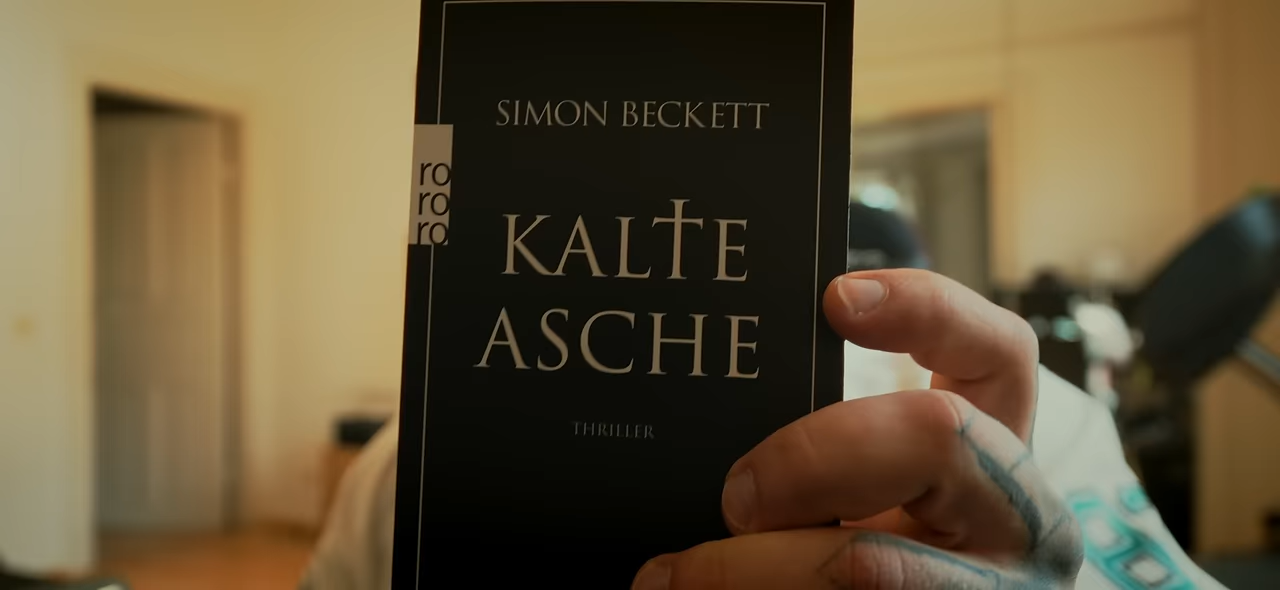 SIMON BECKETT
ro
ro
ro
KALTE
ASCHE
THRILLER